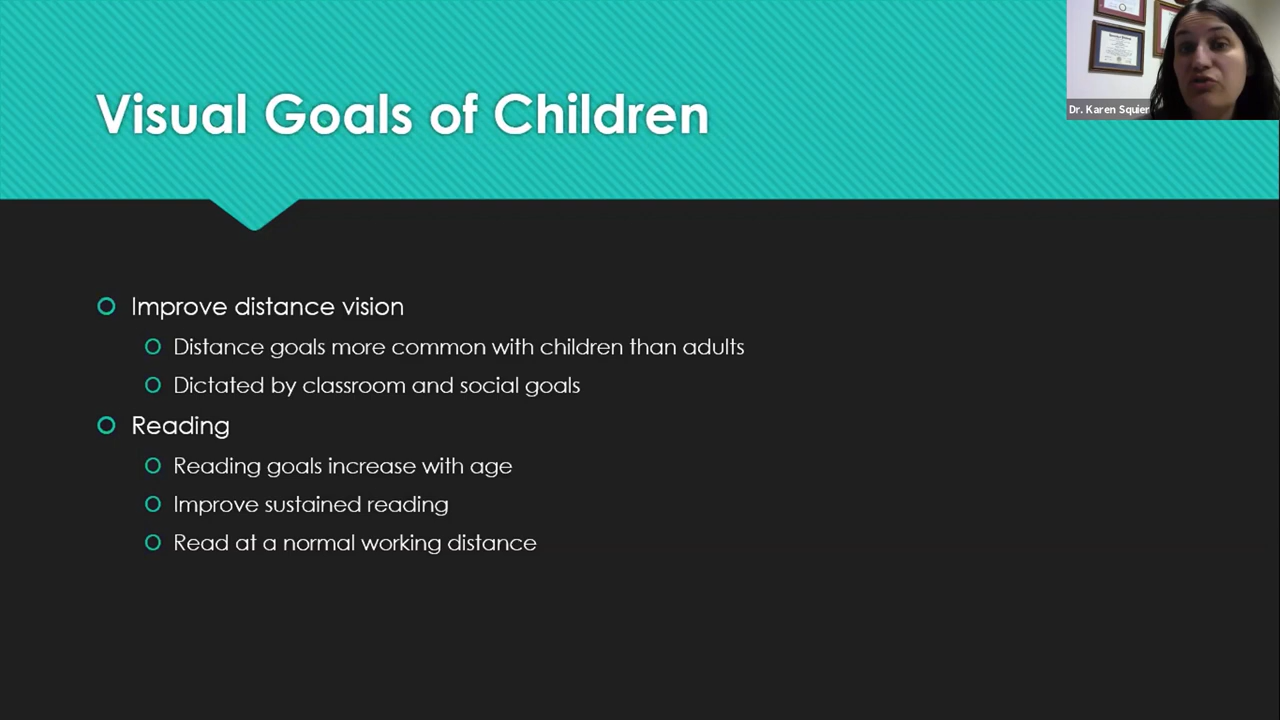 Visual Goals of Children
Dr. Karen Squier
Improve distance vision
Distance goals more common with children than adults
Dictated by classroom and social goals
Reading
Reading goals increase with age
Improve sustained reading
Read at a normal working distance